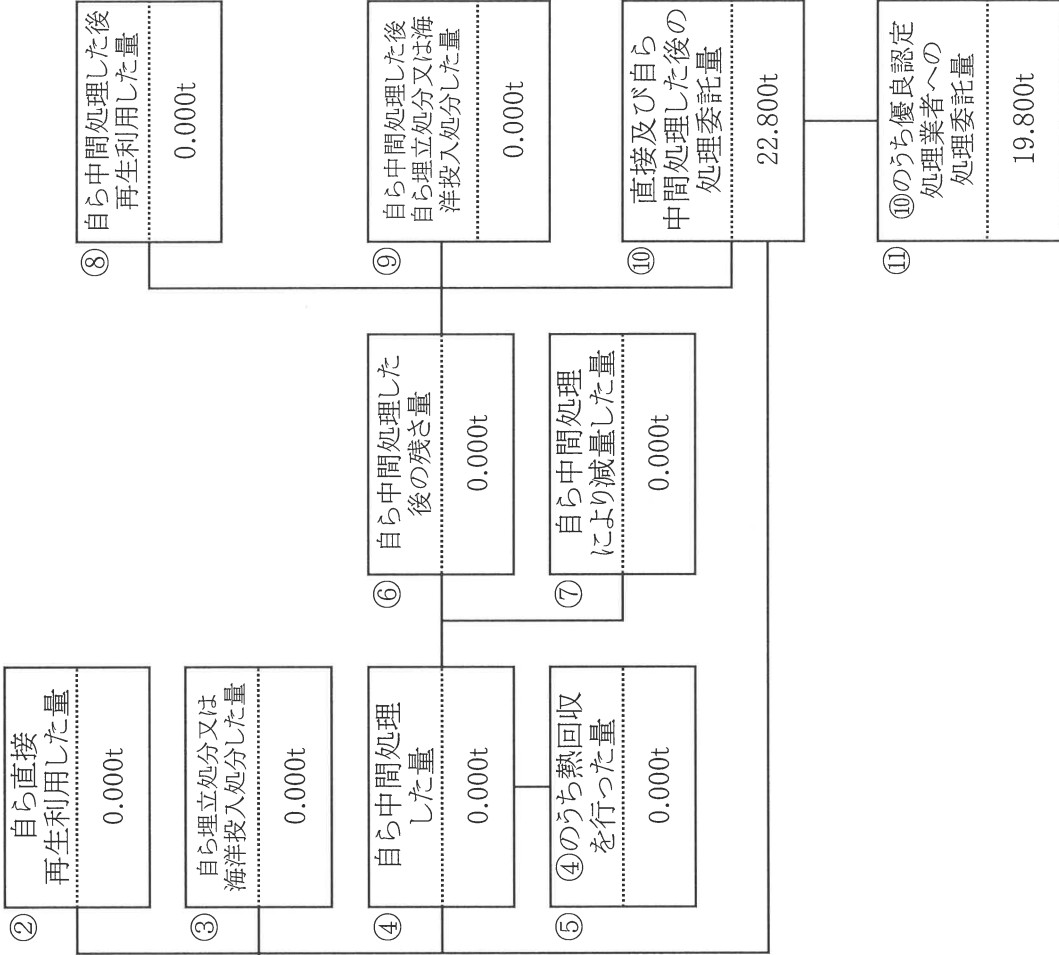 ②
自ら直接
再生利用した量
0.000t
③
自ら埋立処分又は
海洋投入処分した量
0.000t
④
自ら中間処理
した量
0.000t
⑤
④のうち熱回収
を行った量
0.000t
⑥
自ら中間処理した
後の残さ量
0.000t
⑦
自ら中間処理
により減量した量
0.000t
⑧
自ら中間処理した後
再生利用した量
0.000t
⑨
自ら中間処理した後
自ら埋立処分又は海
洋投入処分した量
0.000t
⑩
直接及び自ら
中間処理した後の
処理委託量
22.800t
⑪
⑩のうち優良認定
処理業者への
処理委託量
19.800t